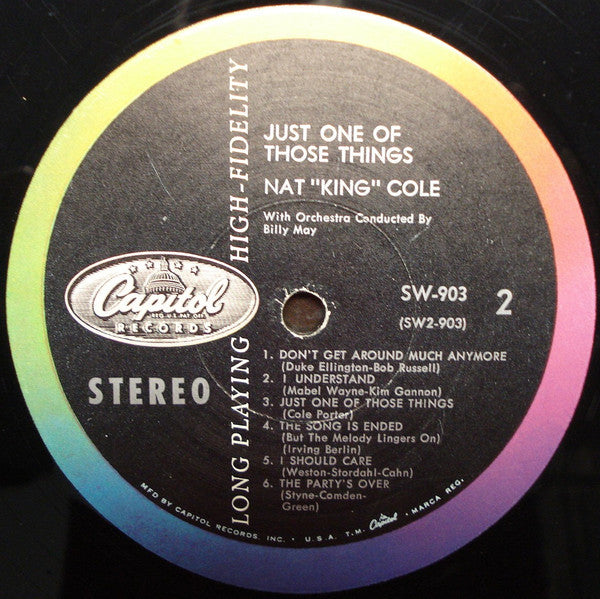 JUST ONE OF
THOSE THINGS
NAT "KING" COLE
With Orchestra Conducted By
Billy May
LONG PLAYING HIGH-FIDELITY
Capitol
REG. U.S. PAT. OFF.
RECORDS
STEREO
SW-903
2
(SW2-903)
1. DON'T GET AROUND MUCH ANYMORE
(Duke Ellington-Bob Russell)
2. I UNDERSTAND
(Mabel Wayne-Kim Gannon)
3. JUST ONE OF THOSE THINGS
(Cole Porter)
4. THE SONG IS ENDED
(But The Melody Lingers On)
(Irving Berlin)
5. I SHOULD CARE
(Weston-Stordahl-Cahn)
6. THE PARTY'S OVER
(Styne-Comden-
Green)
MFD BY CAPITOL RECORDS, INC. • U.S.A. T.M. Capitol • MARCA REG.